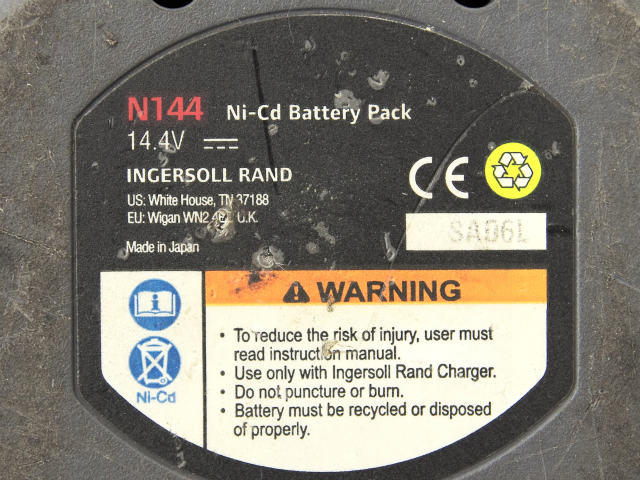 N144 Ni-Cd Battery Pack
14.4V
INGERSOLL RAND
US: White House, TN 37188
EU: Wigan WN2 U.K.
Made in Japan
CE
SA06L
WARNING
• To reduce the risk of injury, user must
read instruction manual.
• Use only with Ingersoll Rand Charger.
• Do not puncture or burn.
• Battery must be recycled or disposed
of properly.
Ni-Cd